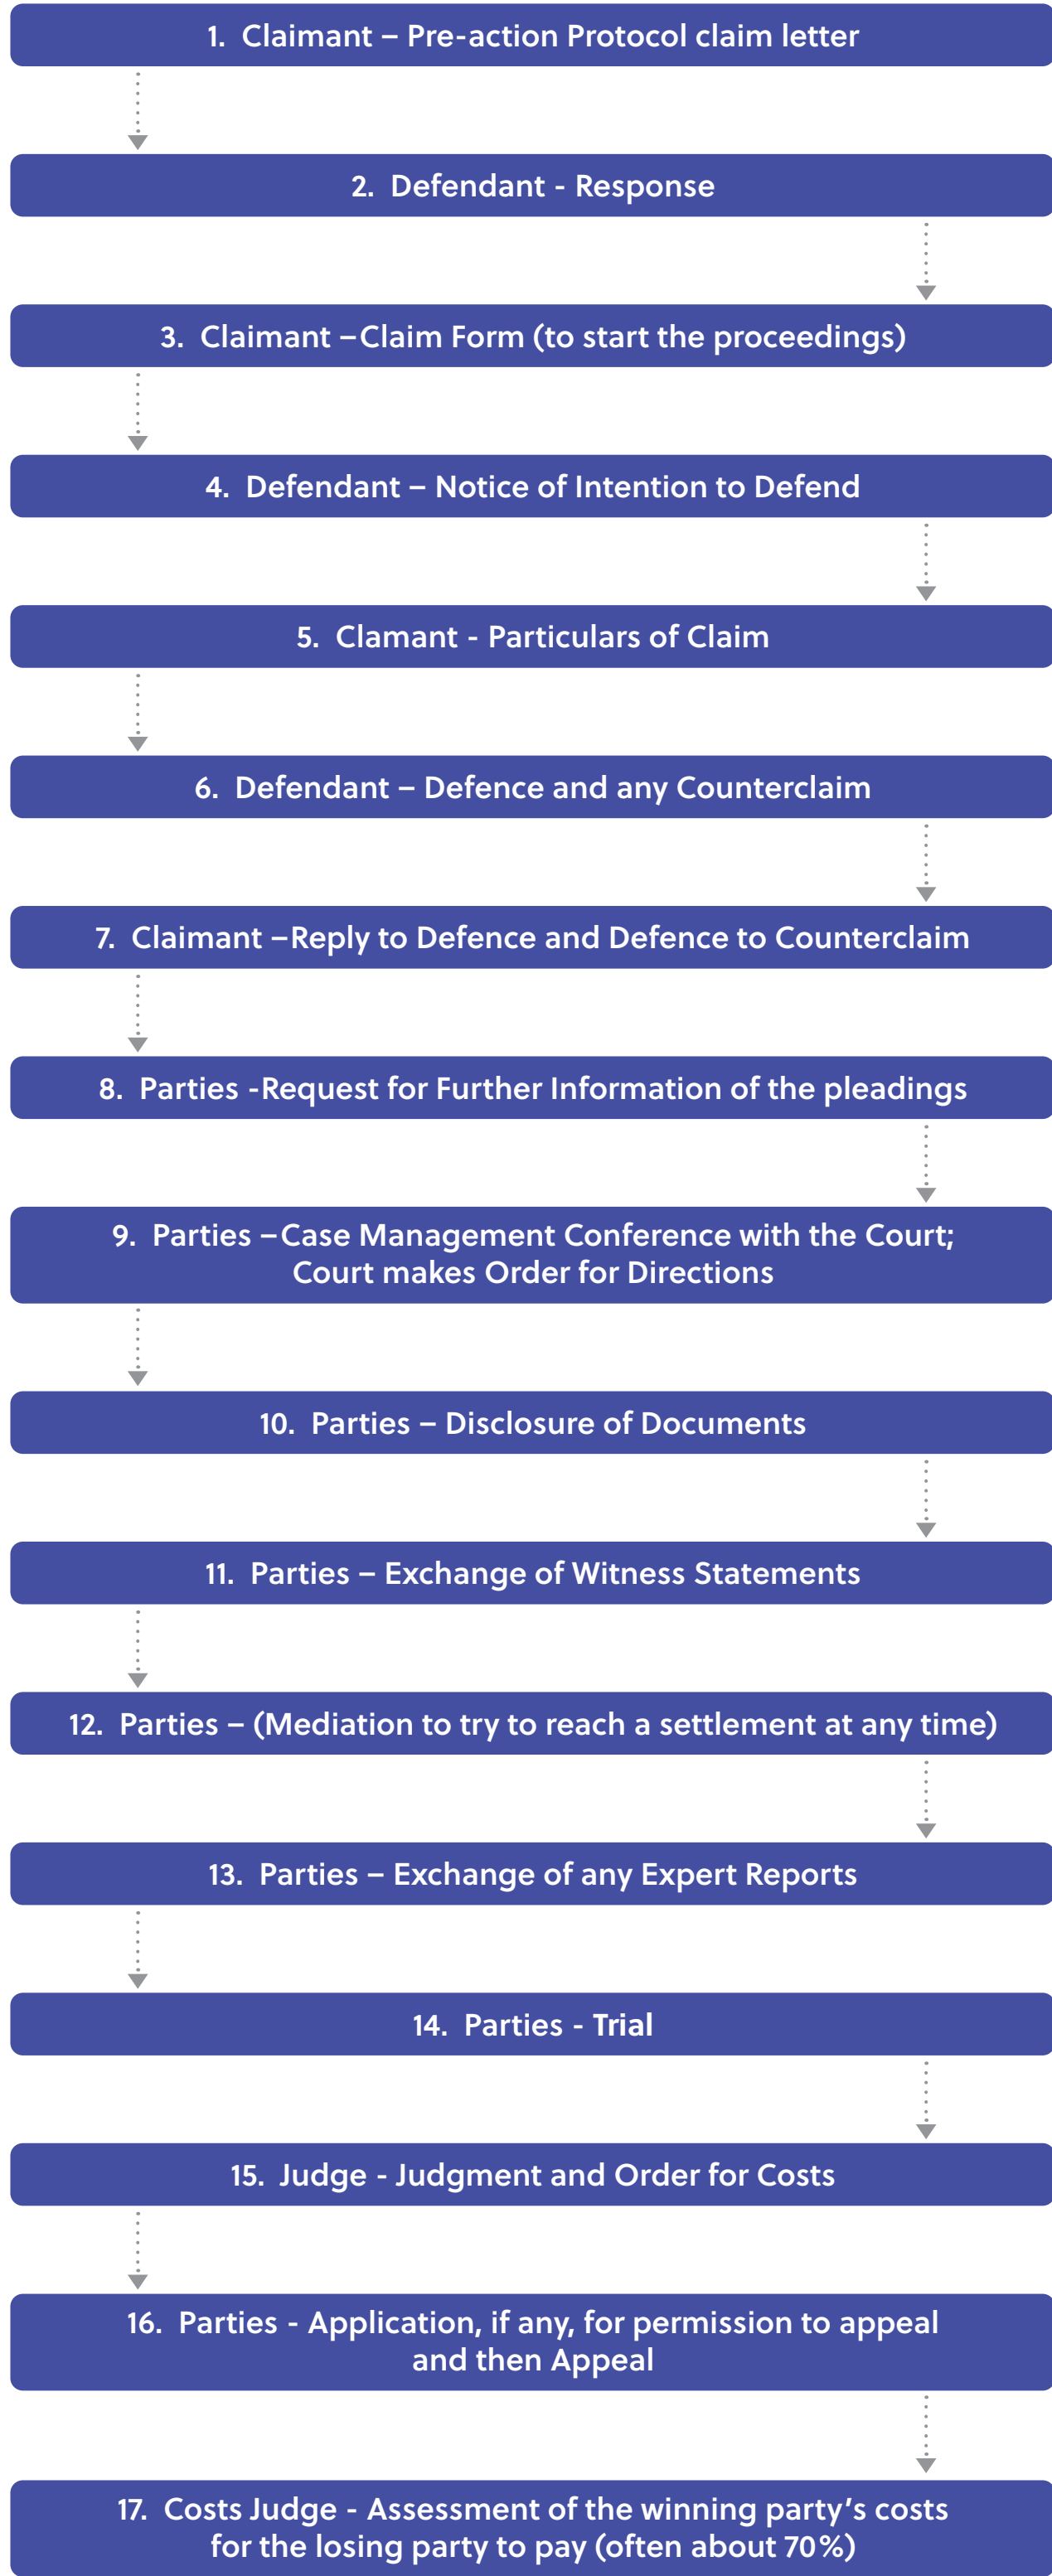 1. Claimant – Pre-action Protocol claim letter
2. Defendant - Response
3. Claimant –Claim Form (to start the proceedings)
4. Defendant – Notice of Intention to Defend
5. Clamant - Particulars of Claim
6. Defendant – Defence and any Counterclaim
7. Claimant –Reply to Defence and Defence to Counterclaim
8. Parties -Request for Further Information of the pleadings
9. Parties –Case Management Conference with the Court;
Court makes Order for Directions
10. Parties – Disclosure of Documents
11. Parties – Exchange of Witness Statements
12. Parties – (Mediation to try to reach a settlement at any time)
13. Parties – Exchange of any Expert Reports
14. Parties - Trial
15. Judge - Judgment and Order for Costs
16. Parties - Application, if any, for permission to appeal
and then Appeal
17. Costs Judge - Assessment of the winning party's costs
for the losing party to pay (often about 70%)